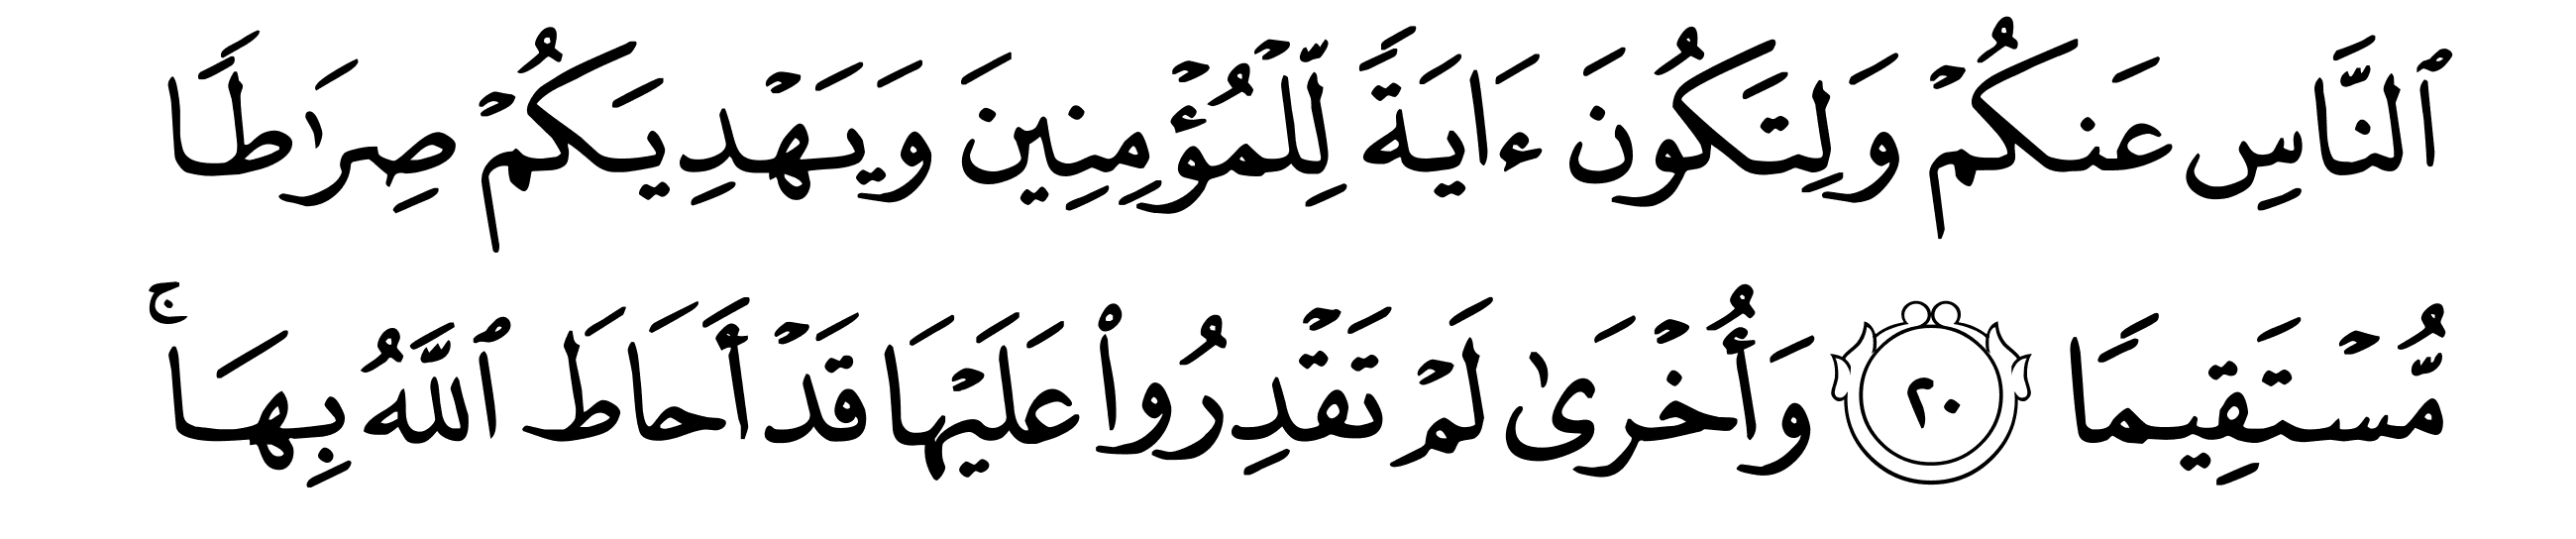 ٱلنَّاسِ عَنكُمْ وَلِتَكُونَ ءَايَةً لِّلْمُؤْمِنِينَ وَيَهْدِيَكُمْ صِرَٰطًا
مُّسْتَقِيمًا ٢٠ وَأُخْرَىٰ لَمْ تَقْدِرُوا۟ عَلَيْهَا قَدْ أَحَاطَ ٱللَّهُ بِهَا ۚ